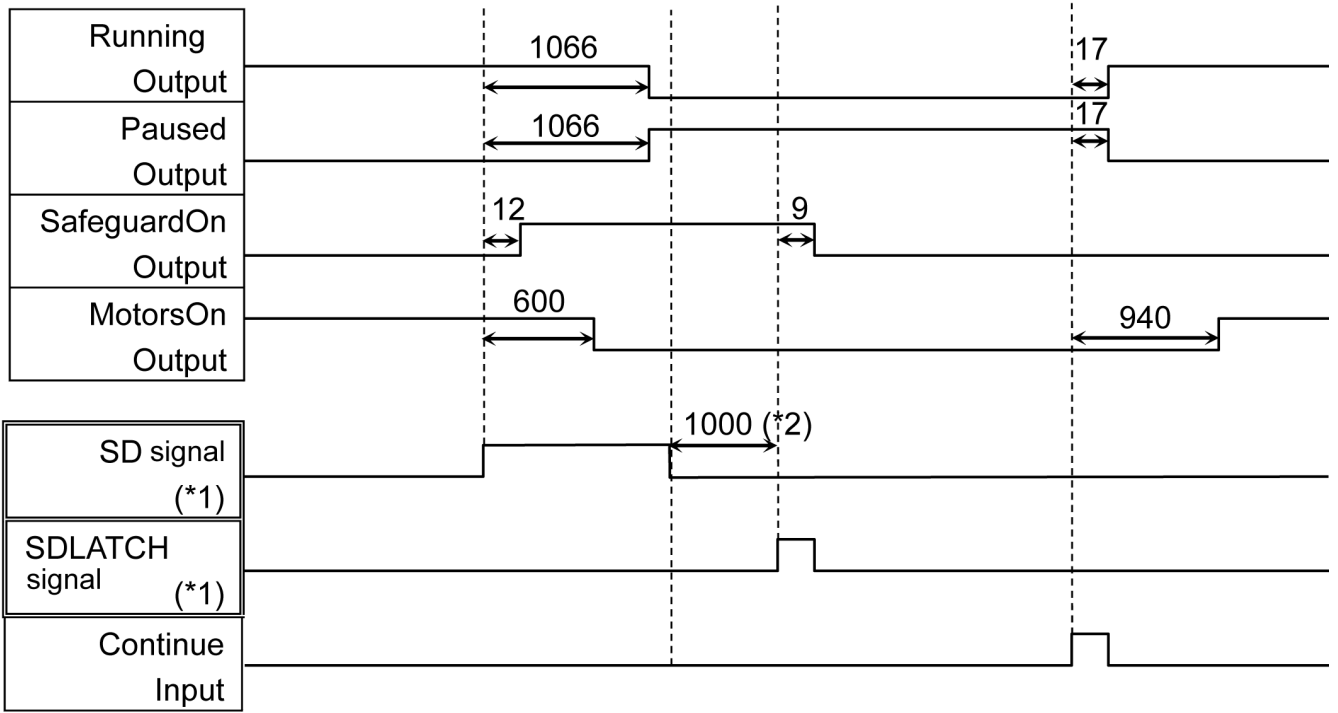 Running
Output
1066
17
Paused
Output
1066
17
SafeguardOn
Output
12
9
MotorsOn
Output
600
940
SD signal
(*1)
1000 (*2)
SDLATCH
signal (*1)
Continue
Input